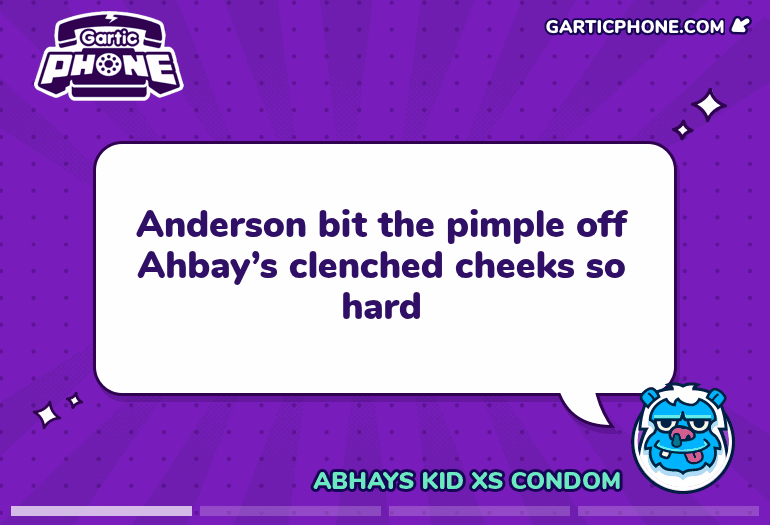 Gartic
PHONE
GARTICPHONE.COM
Anderson bit the pimple off
Ahbay’s clenched cheeks so
hard
ABHAYS KID XS CONDOM